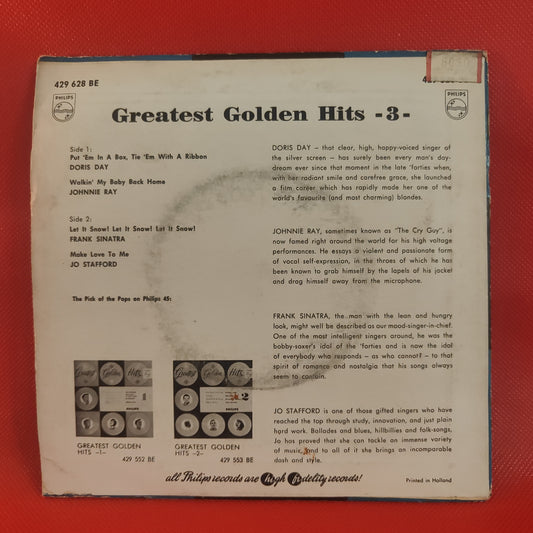 429 628 BE
PHILIPS
PHILIPS
Greatest Golden Hits -3-
Side 1:
Put 'Em In A Box, Tie 'Em With A Ribbon
DORIS DAY
Walkin' My Baby Back Home
JOHNNIE RAY
Side 2:
Let It Snow! Let It Snow! Let It Snow!
FRANK SINATRA
Make Love To Me
JO STAFFORD
The Pick of the Pops on Philips 45:
GREATEST GOLDEN
HITS -1-
429 552 BE
GREATEST GOLDEN
HITS -2-
429 553 BE
DORIS DAY – that clear, high, happy-voiced singer of
the silver screen – has surely been every man's day-
dream ever since that moment in the late 'forties when,
with her radiant smile and carefree grace, she launched
a film career which has rapidly made her one of the
world's favourite (and most charming) blondes.
JOHNNIE RAY, sometimes known as "The Cry Guy", is
now famed right around the world for his high voltage
performances. He essays a violent and passionate form
of vocal self-expression, in the throes of which he has
been known to grab himself by the lapels of his jacket
and drag himself away from the microphone.
FRANK SINATRA, the man with the lean and hungry
look, might well be described as our mood-singer-in-chief.
One of the most intelligent singers around, he was the
bobby-soxer's idol of the 'forties and is now the idol
of everybody who responds – as who cannot? – to that
spirit of romance and nostalgia that his songs always
seem to contain.
JO STAFFORD is one of those gifted singers who have
reached the top through study, innovation, and just plain
hard work. Ballades and blues, hillbillies and folk-songs,
Jo has proved that she can tackle an immense variety
of music, and to all of it she brings an incomparable
dash and style.
all Philips records are high fidelity records!
Printed in Holland